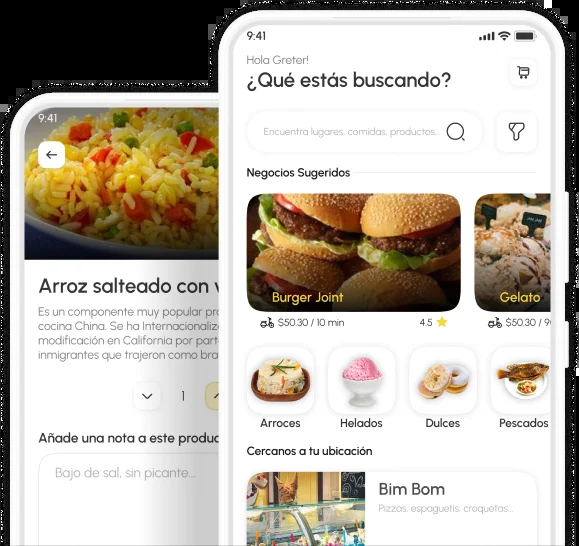 9:41
Hola Greter!
¿Qué estás buscando?
Encuentra lugares, comidas, productos.
Negocios Sugeridos
Burger Joint
Gelato
$50.30 / 10 min
4.5
$50.30 / 9
Arroces
Helados
Dulces
Pescados
Cercanos a tu ubicación
Bim Bom
Pizzas, espaguetis, croquetas...
9:41
Arroz salteado con v
Es un componente muy popular pro
cocina China. Se ha Internacionaliz
modificación en California por part
inmigrantes que trajeron como bra
1
Añade una nota a este produc
Bajo de sal, sin picante...